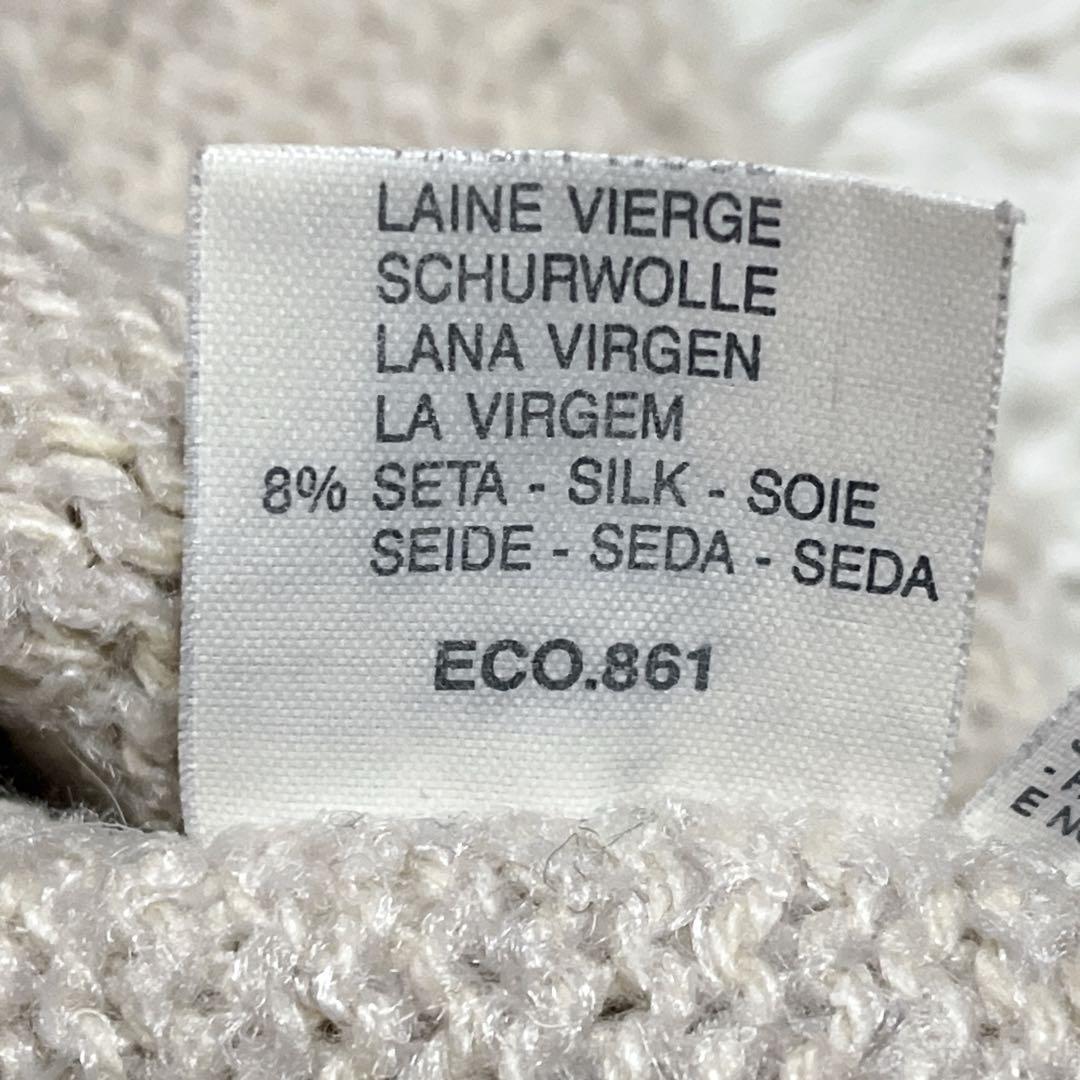 LAINE VIERGE
SCHURWOLLE
LANA VIRGEN
LA VIRGEM
8% SETA - SILK - SOIE
SEIDE - SEDA - SEDA
ECO.861